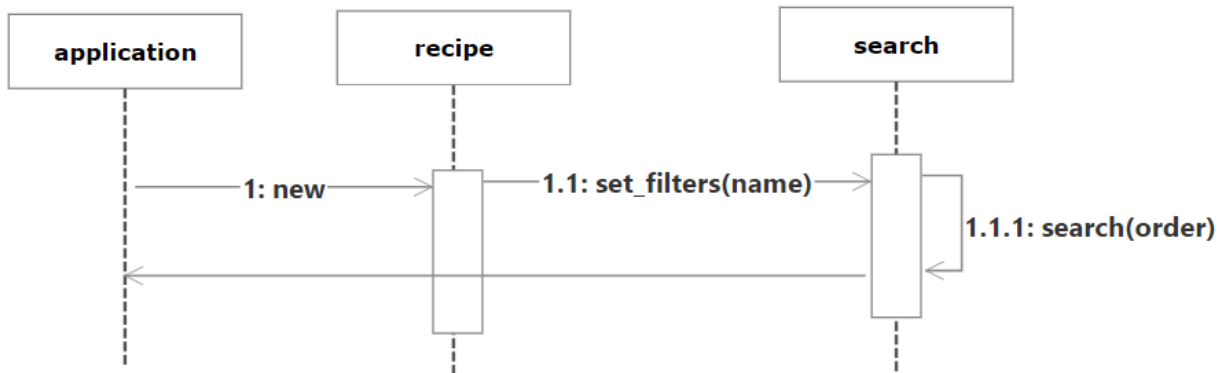 application
recipe
search
1: new
1.1: set_filters(name)
1.1.1: search(order)